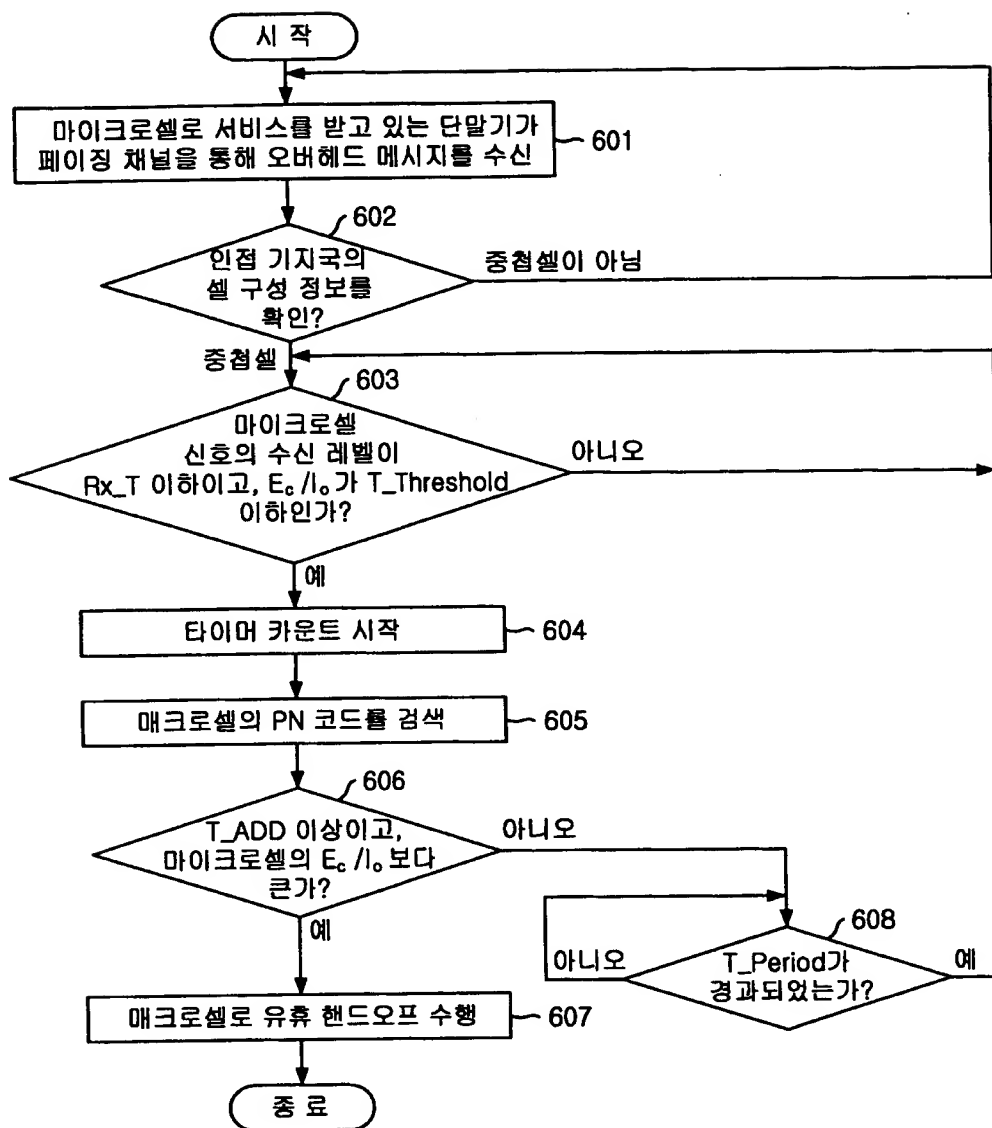 시 작
마이크로셀로 서비스를 받고 있는 단말기가
페이징 채널을 통해 오버헤드 메시지를 수신
601
602
인접 기지국의
셀 구성 정보를
확인?
중첩셀이 아님
중첩셀
603
마이크로셀
신호의 수신 레벨이
Rx_T 이하이고, Ec /Io 가 T_Threshold
이하인가?
아니오
예
타이머 카운트 시작
604
매크로셀의 PN 코드를 검색
605
606
T_ADD 이상이고,
마이크로셀의 Ec /Io 보다
큰가?
아니오
예
608
T_Period가
경과되었는가?
아니오
예
매크로셀로 유휴 핸드오프 수행
607
종 료